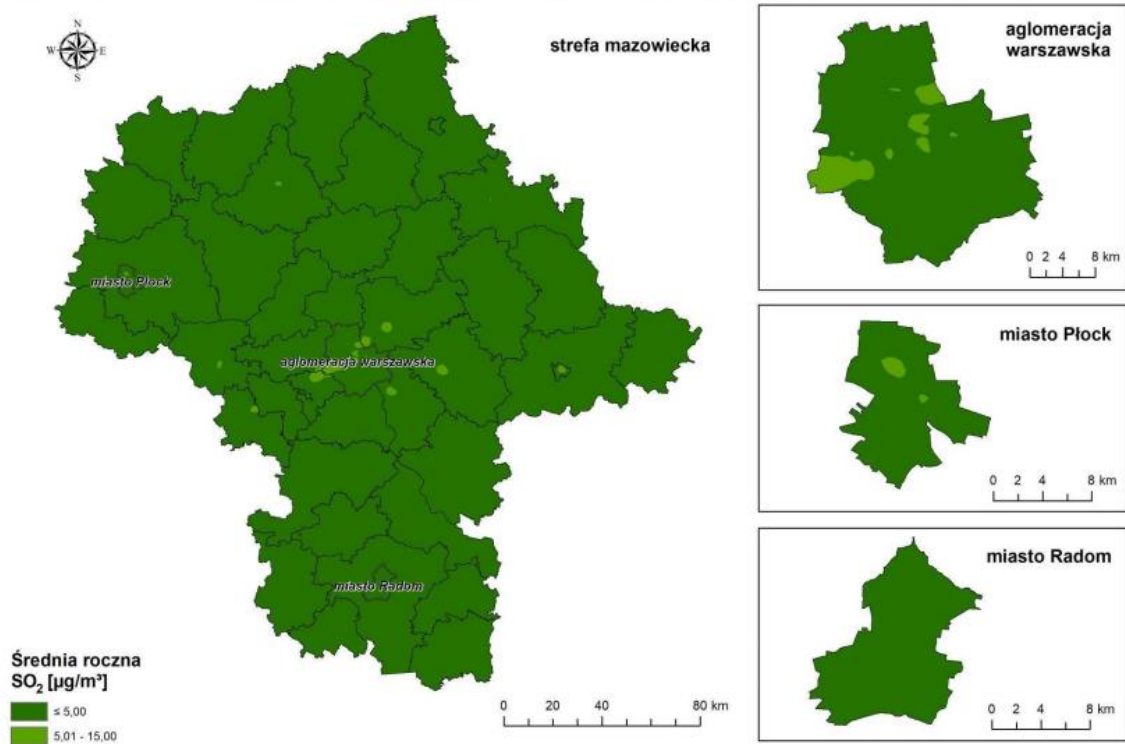 N
W E
S
strefa mazowiecka
miasto Płock
aglomeracja warszawska
miasto Radom
Średnia roczna
SO₂ [µg/m³]
≤ 5,00
5,01 - 15,00
0 20 40 80 km
aglomeracja
warszawska
0 2 4 8 km
miasto Płock
0 2 4 8 km
miasto Radom
0 2 4 8 km